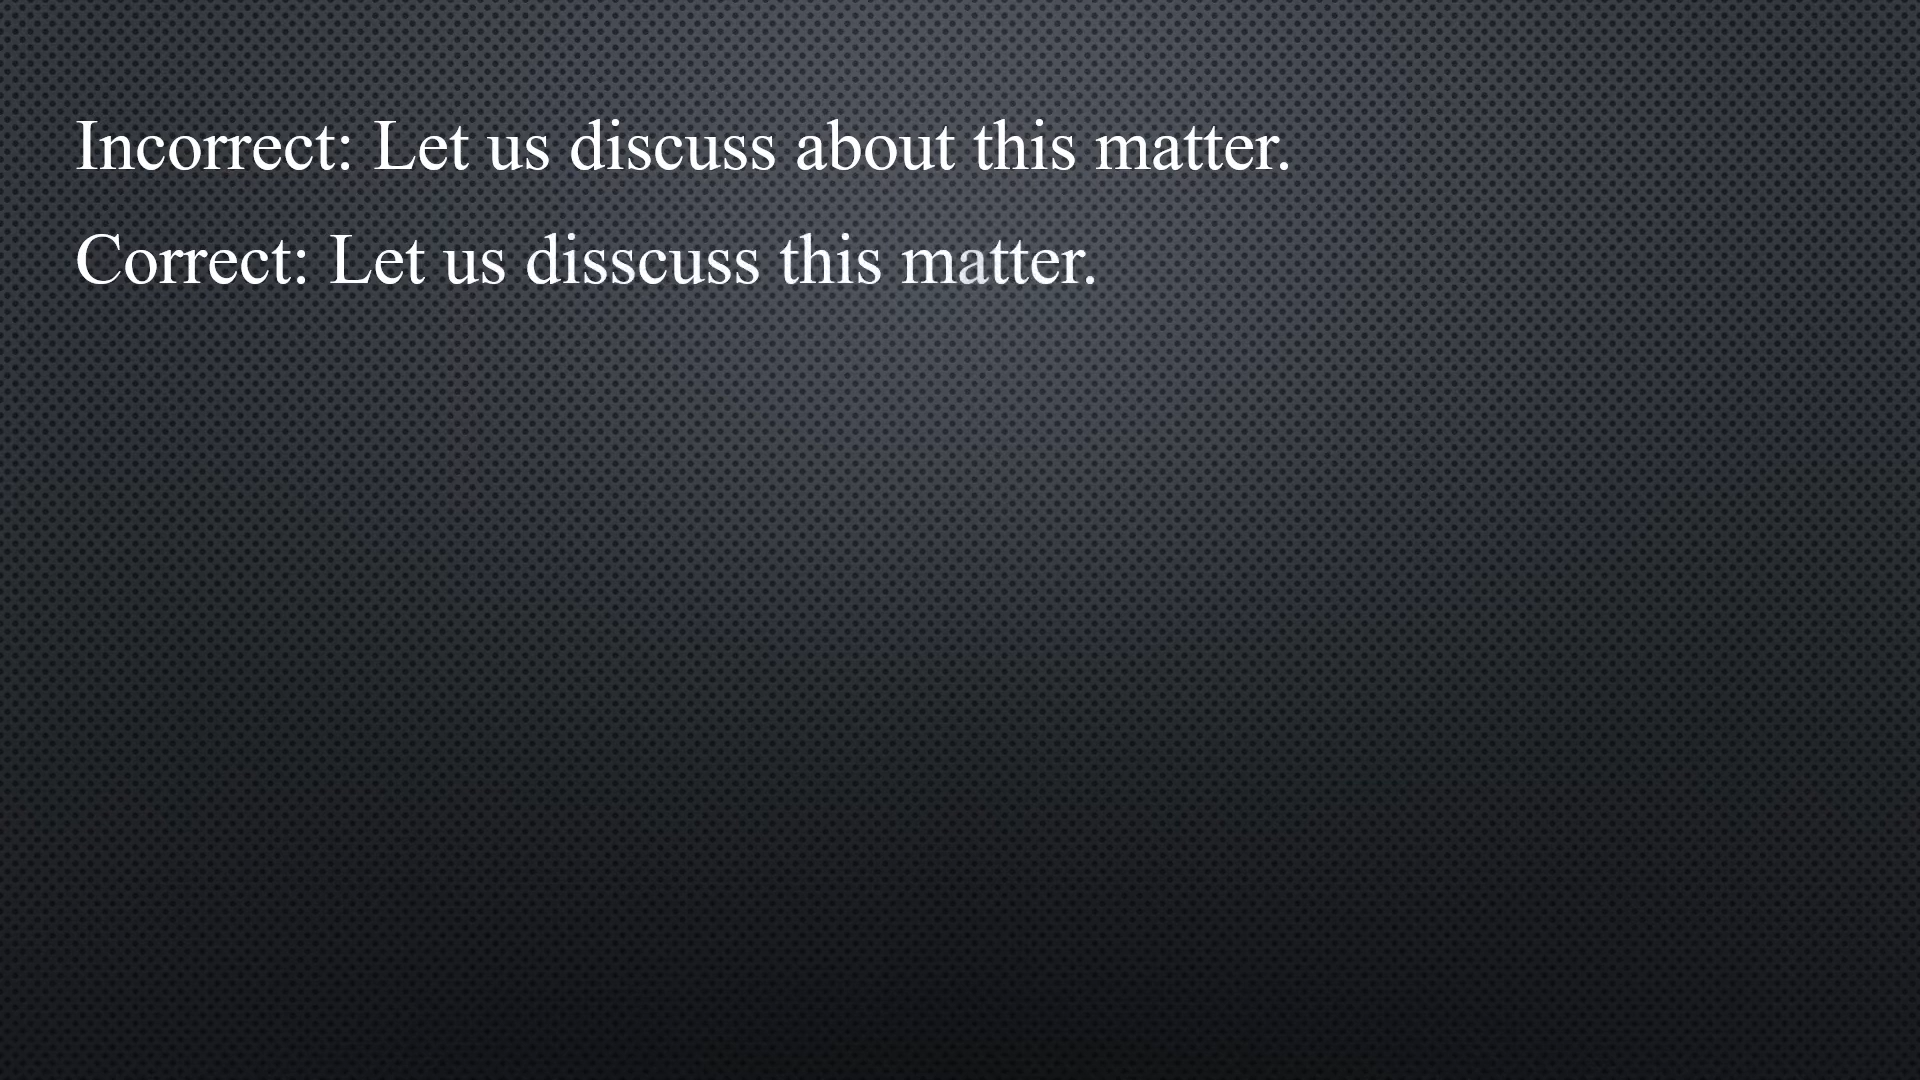 Incorrect: Let us discuss about this matter.
Correct: Let us disscuss this matter.